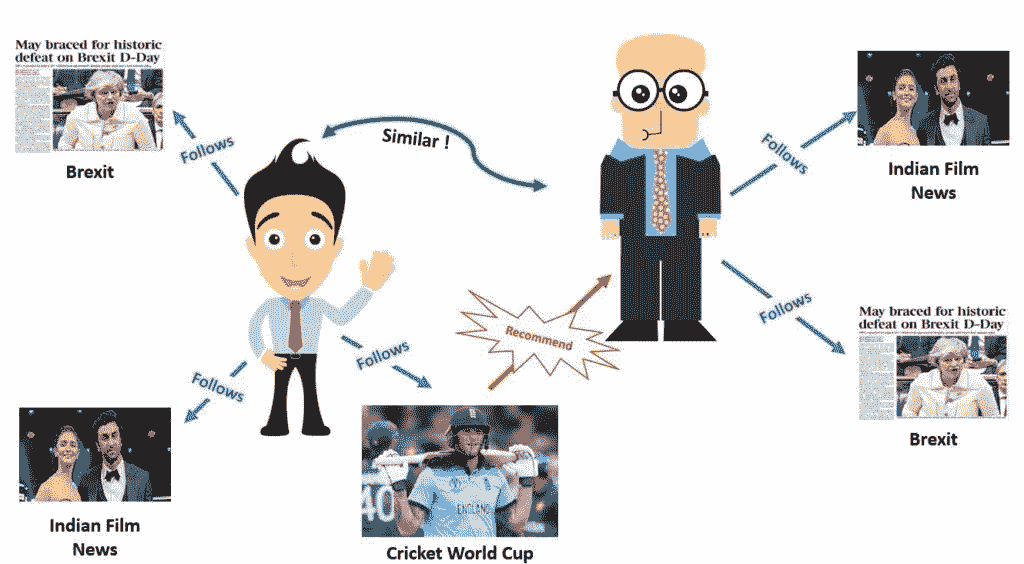 May braced for historic
defeat on Brexit D-Day
Brexit
Follows
Similar !
Follows
Indian Film
News
Follows
May braced for historic
defeat on Brexit D-Day
Brexit
Follows
Follows
Recommend
Indian Film
News
40
ENGLAND
Cricket World Cup